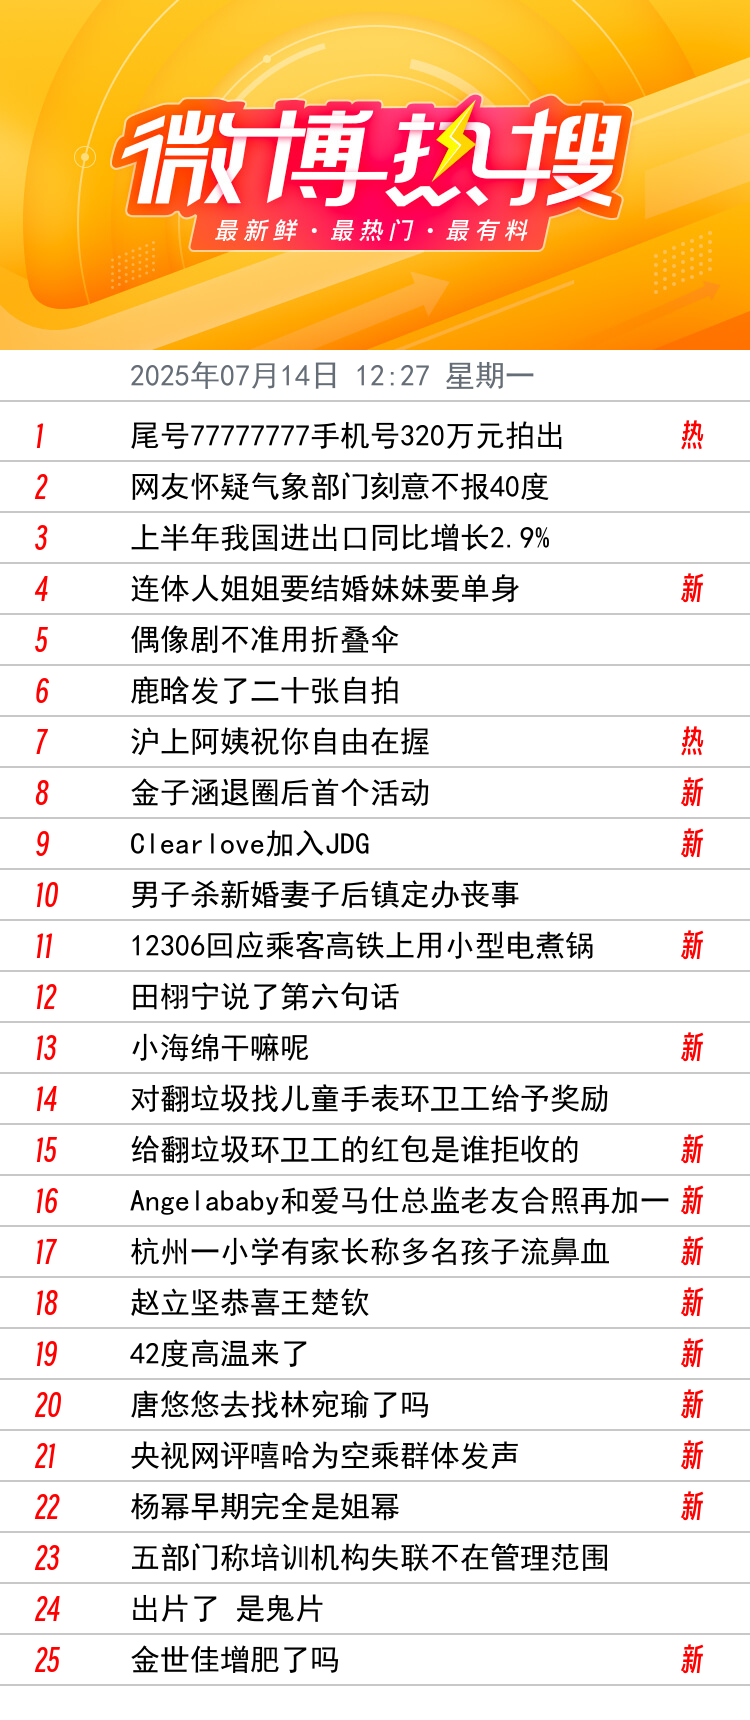 微博热搜
最新鲜·最热门·最有料
2025年07月14日 12:27 星期一
1 尾号77777777手机号320万元拍出 热
2 网友怀疑气象部门刻意不报40度
3 上半年我国进出口同比增长2.9%
4 连体人姐姐要结婚妹妹要单身 新
5 偶像剧不准用折叠伞
6 鹿晗发了二十张自拍
7 沪上阿姨祝你自由在握 热
8 金子涵退圈后首个活动 新
9 Clearlove加入JDG 新
10 男子杀新婚妻子后镇定办丧事
11 12306回应乘客高铁上用小型电煮锅 新
12 田栩宁说了第六句话
13 小海绵干嘛呢 新
14 对翻垃圾找儿童手表环卫工给予奖励
15 给翻垃圾环卫工的红包是谁拒收的 新
16 Angelababy和爱马仕总监老友合照再加一 新
17 杭州一小学有家长称多名孩子流鼻血 新
18 赵立坚恭喜王楚钦 新
19 42度高温来了 新
20 唐悠悠去找林宛瑜了吗 新
21 央视网评嘻哈为空乘群体发声 新
22 杨幂早期完全是姐幂 新
23 五部门称培训机构失联不在管理范围
24 出片了 是鬼片
25 金世佳增肥了吗 新